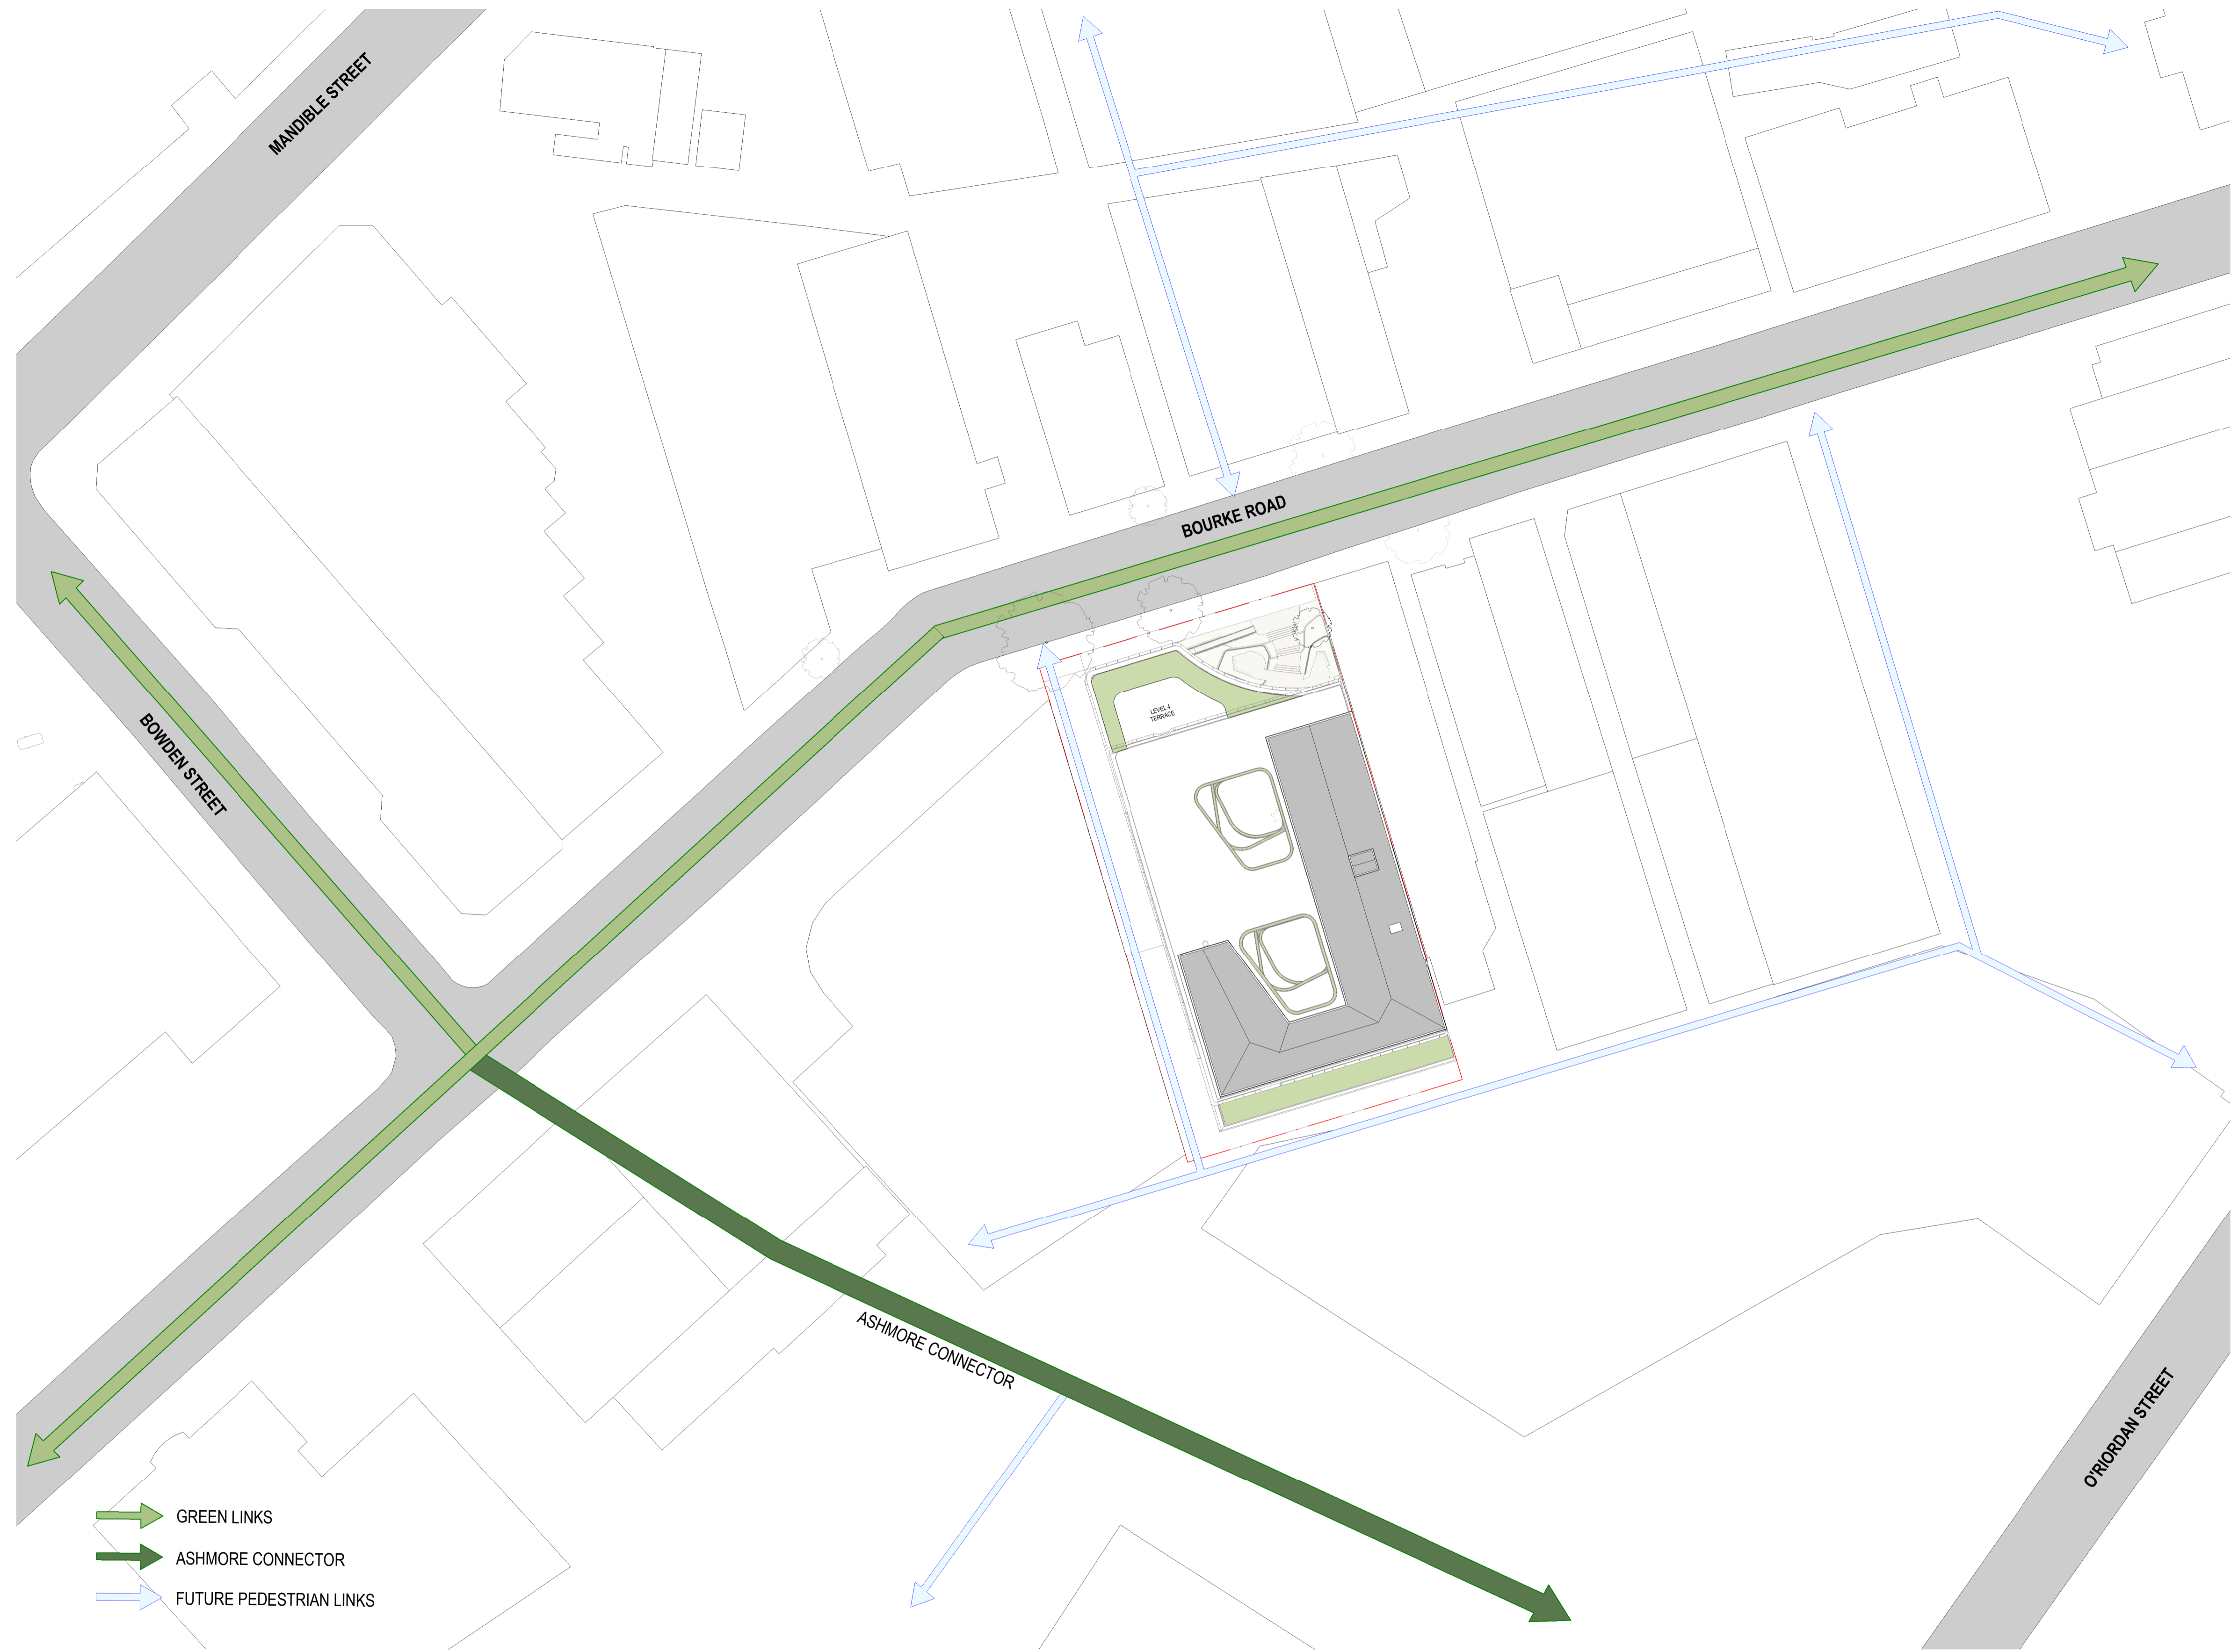 MANDIBLE STREET
BOURKE ROAD
LEVEL 4
TERRACE
BOWDEN STREET
ASHMORE CONNECTOR
O'RIORDAN STREET
GREEN LINKS
ASHMORE CONNECTOR
FUTURE PEDESTRIAN LINKS